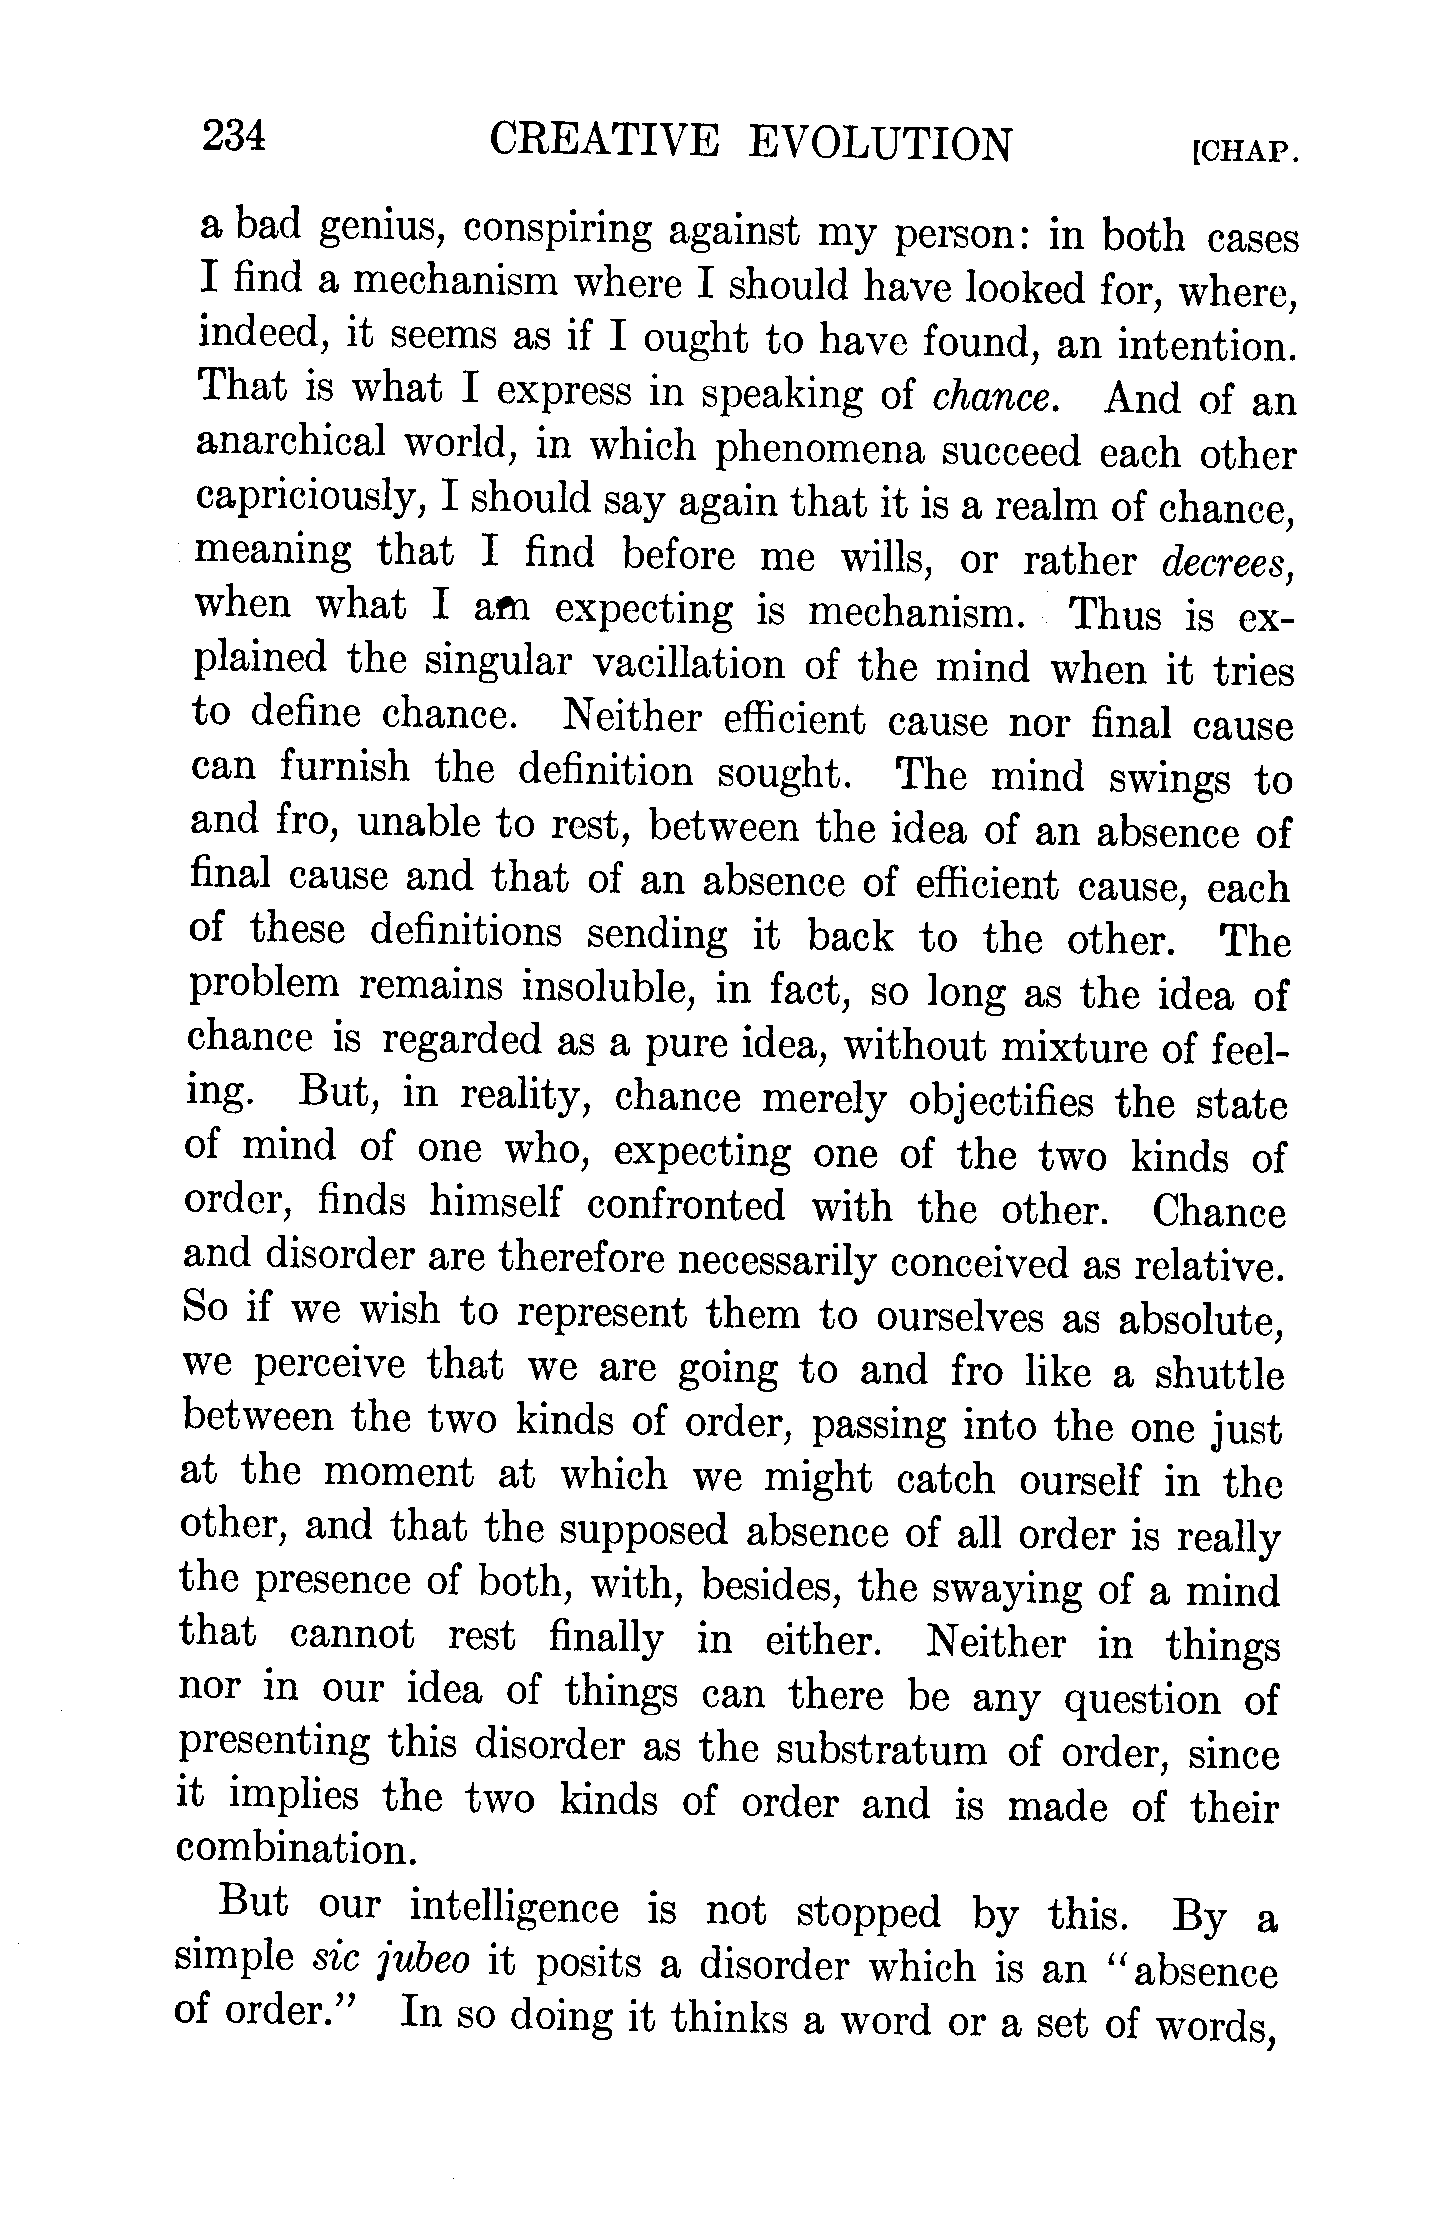 234 CREATIVE EVOLUTION [CHAP.
a bad genius, conspiring against my person: in both cases
I find a mechanism where I should have looked for, where,
indeed, it seems as if I ought to have found, an intention.
That is what I express in speaking of chance. And of an
anarchical world, in which phenomena succeed each other
capriciously, I should say again that it is a realm of chance,
meaning that I find before me wills, or rather decrees,
when what I am expecting is mechanism. Thus is ex-
plained the singular vacillation of the mind when it tries
to define chance. Neither efficient cause nor final cause
can furnish the definition sought. The mind swings to
and fro, unable to rest, between the idea of an absence of
final cause and that of an absence of efficient cause, each
of these definitions sending it back to the other. The
problem remains insoluble, in fact, so long as the idea of
chance is regarded as a pure idea, without mixture of feel-
ing. But, in reality, chance merely objectifies the state
of mind of one who, expecting one of the two kinds of
order, finds himself confronted with the other. Chance
and disorder are therefore necessarily conceived as relative.
So if we wish to represent them to ourselves as absolute,
we perceive that we are going to and fro like a shuttle
between the two kinds of order, passing into the one just
at the moment at which we might catch ourself in the
other, and that the supposed absence of all order is really
the presence of both, with, besides, the swaying of a mind
that cannot rest finally in either. Neither in things
nor in our idea of things can there be any question of
presenting this disorder as the substratum of order, since
it implies the two kinds of order and is made of their
combination.
But our intelligence is not stopped by this. By a
simple sic jubeo it posits a disorder which is an "absence
of order." In so doing it thinks a word or a set of words,